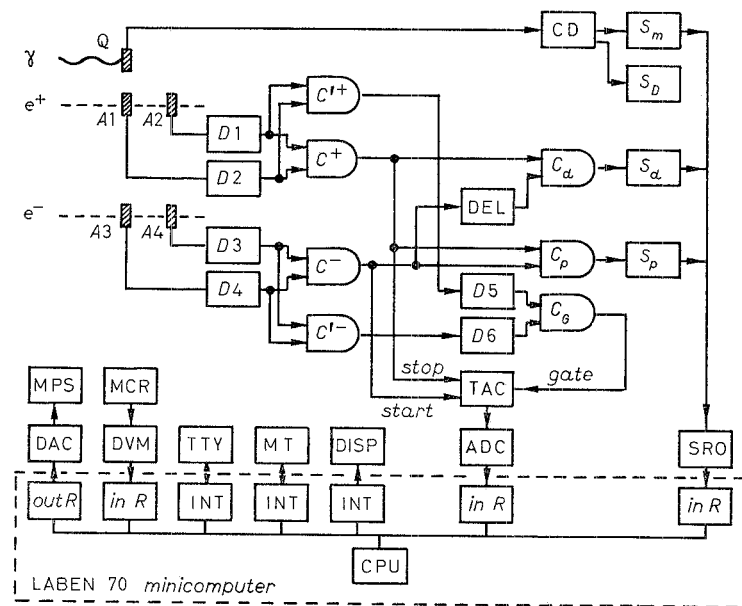 Q
CD
S_m
γ
S_D
e+
C'+
A1
A2
D1
C+
D2
C_d
S_d
DEL
e−
A3
A4
D3
C−
C_p
S_p
D4
D5
C_G
C'−
D6
stop
gate
MPS
MCR
TAC
start
DAC
DVM
TTY
MT
DISP
ADC
SRO
outR
in R
INT
INT
INT
in R
in R
CPU
LABEN 70 minicomputer